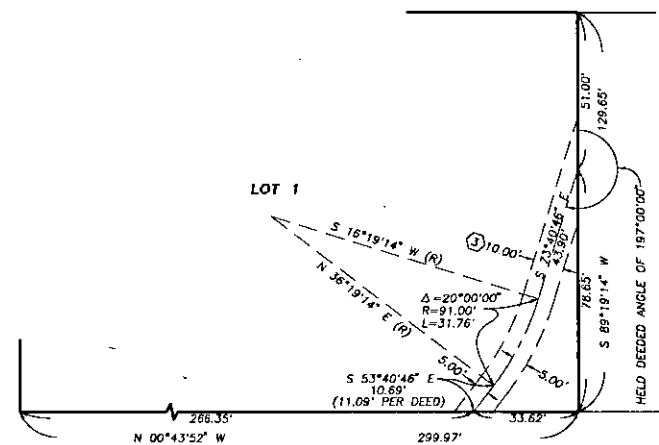 51.00'
129.65'
LOT 1
S 16°19'14" W (R)
N 36°19'14" E (R)
3 10.00'
S 73°40'46" E
43.90'
Δ=20°00'00"
R=91.00'
L=31.76'
78.65'
S 89°19'14" W
HELD DEEDED ANGLE OF 197°00'00"
5.00'
5.00'
S 53°40'46" E
10.69'
(11.09' PER DEED)
266.35'
33.62'
N 00°43'52" W
299.97'